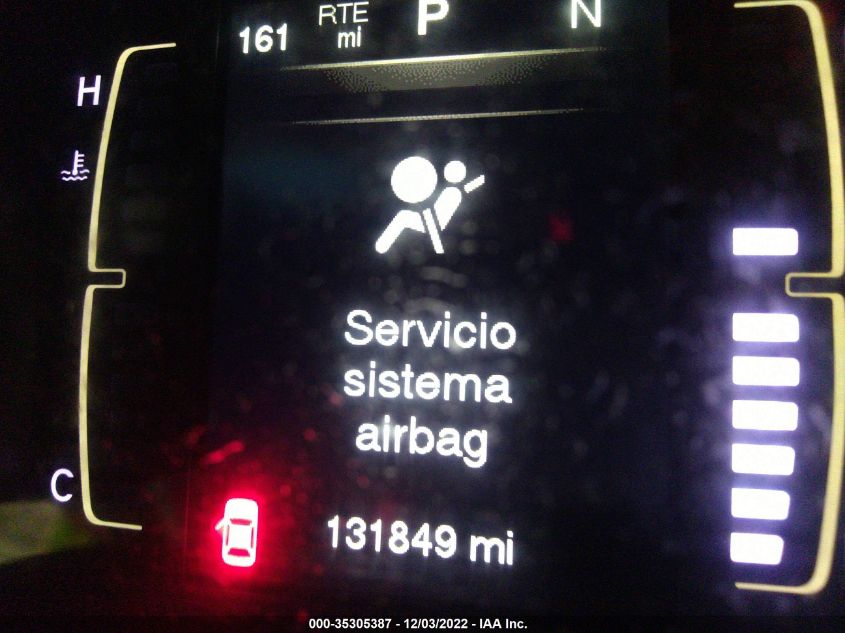 161 RTE P N
mi
H
Servicio
sistema
airbag
C
131849 mi
000-35305387 - 12/03/2022 - IAA Inc.